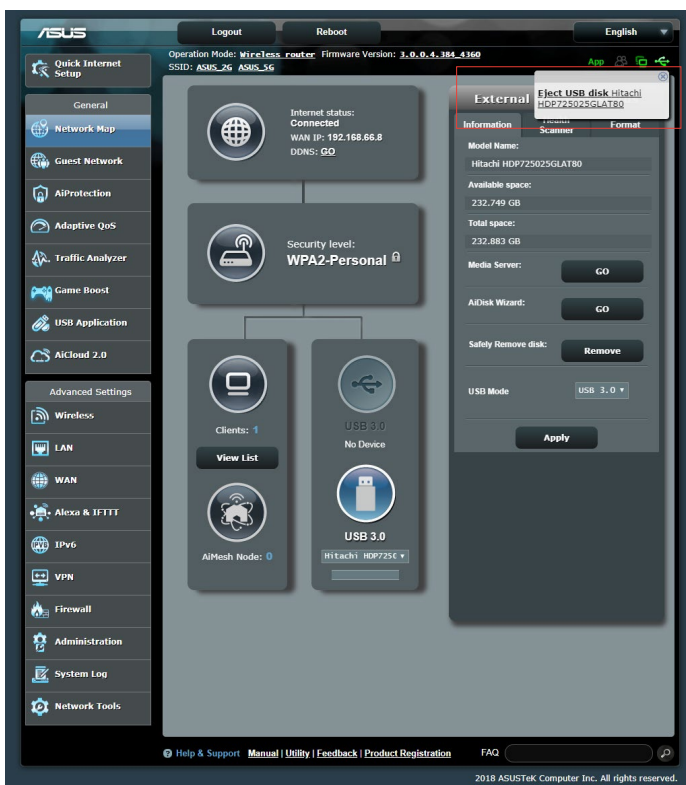 ASUS
Logout
Reboot
English
Quick Internet
Setup
Operation Mode: Wireless router Firmware Version: 3.0.0.4.384_4360
SSID: ASUS_2G ASUS_5G
App
General
Network Map
Guest Network
AiProtection
Adaptive QoS
Traffic Analyzer
Game Boost
USB Application
AiCloud 2.0
Advanced Settings
Wireless
LAN
WAN
Alexa & IFTTT
IPv6
VPN
Firewall
Administration
System Log
Network Tools
Internet status:
Connected
WAN IP: 192.168.66.8
DDNS: GO
Security level:
WPA2-Personal
Clients: 1
View List
AiMesh Node: 0
USB 3.0
No Device
USB 3.0
Hitachi HDP725
Eject USB disk Hitachi
HDP725025GLAT80
External
Information
Health
Scanner
Format
Model Name:
Hitachi HDP725025GLAT80
Available space:
232.749 GB
Total space:
232.883 GB
Media Server:
GO
AiDisk Wizard:
GO
Safely Remove disk:
Remove
USB Mode
USB 3.0
Apply
Help & Support Manual | Utility | Feedback | Product Registration
FAQ
2018 ASUSTeK Computer Inc. All rights reserved.